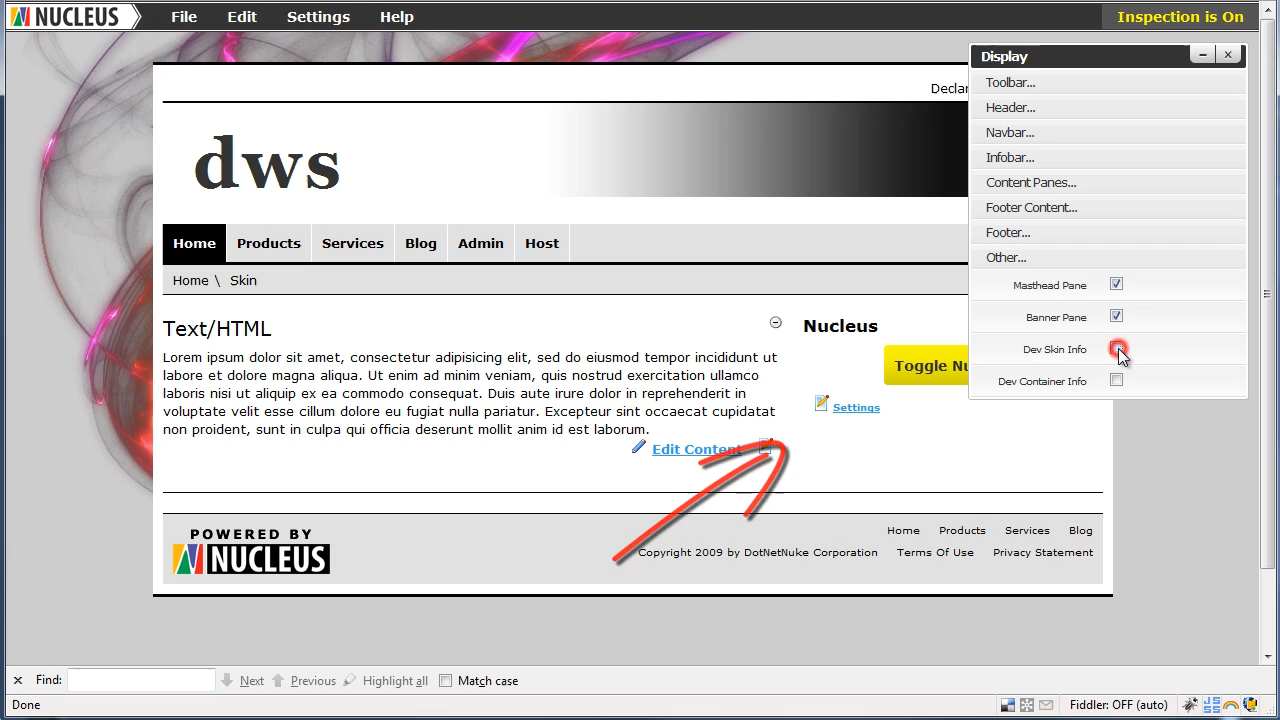 NUCLEUS File Edit Settings Help Inspection is On
Display
Toolbar...
Header...
Navbar...
Infobar...
Content Panes...
Footer Content...
Footer...
Other...
Masthead Pane
Banner Pane
Dev Skin Info
Dev Container Info
dws
Home Products Services Blog Admin Host
Home \ Skin
Text/HTML
Lorem ipsum dolor sit amet, consectetur adipisicing elit, sed do eiusmod tempor incididunt ut
labore et dolore magna aliqua. Ut enim ad minim veniam, quis nostrud exercitation ullamco
laboris nisi ut aliquip ex ea commodo consequat. Duis aute irure dolor in reprehenderit in
voluptate velit esse cillum dolore eu fugiat nulla pariatur. Excepteur sint occaecat cupidatat
non proident, sunt in culpa qui officia deserunt mollit anim id est laborum.
Edit Content
Nucleus
Toggle Nu
Settings
POWERED BY
NUCLEUS
Home Products Services Blog
Copyright 2009 by DotNetNuke Corporation Terms Of Use Privacy Statement
Find: Next Previous Highlight all Match case
Done Fiddler: OFF (auto)